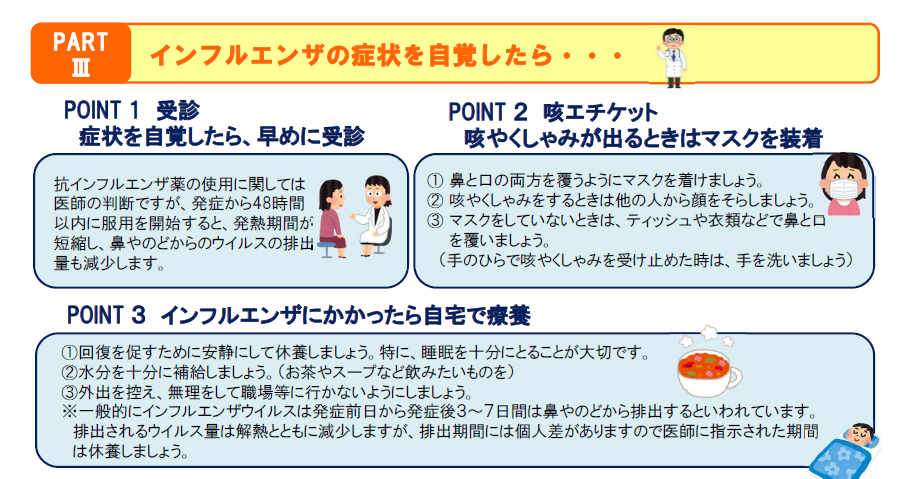 PART
Ⅲ
インフルエンザの症状を自覚したら・・・
POINT 1 受診
症状を自覚したら、早めに受診
抗インフルエンザ薬の使用に関しては
医師の判断ですが、発症から48時間
以内に服用を開始すると、発熱期間が
短縮し、鼻やのどからのウイルスの排出
量も減少します。
POINT 2 咳エチケット
咳やくしゃみが出るときはマスクを装着
① 鼻と口の両方を覆うようにマスクを着けましょう。
② 咳やくしゃみをするときは他の人から顔をそらしましょう。
③ マスクをしていないときは、ティッシュや衣類などで鼻と口
を覆いましょう。
（手のひらで咳やくしゃみを受け止めた時は、手を洗いましょう）
POINT 3 インフルエンザにかかったら自宅で療養
①回復を促すために安静にして休養しましょう。特に、睡眠を十分にとることが大切です。
②水分を十分に補給しましょう。（お茶やスープなど飲みたいものを）
③外出を控え、無理をして職場等に行かないようにしましょう。
※一般的にインフルエンザウイルスは発症前日から発症後3～7日間は鼻やのどから排出するといわれています。
排出されるウイルス量は解熱とともに減少しますが、排出期間には個人差がありますので医師に指示された期間
は休養しましょう。